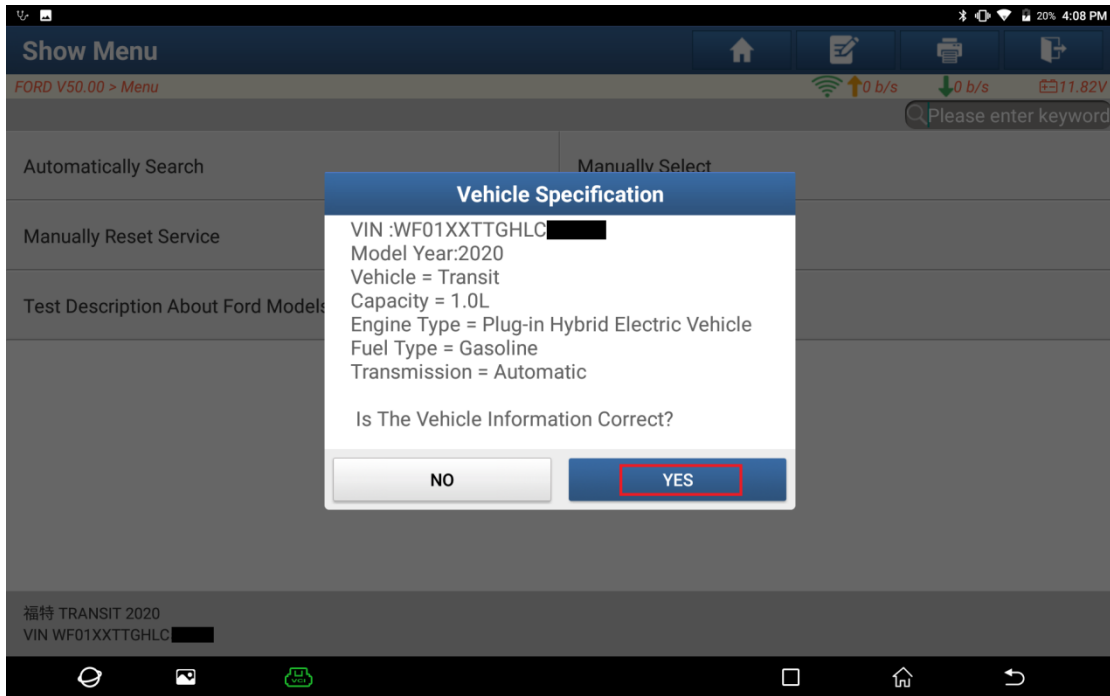 20% 4:08 PM
Show Menu
FORD V50.00 > Menu
0 b/s
0 b/s
11.82V
Please enter keyword
Automatically Search
Manually Select
Manually Reset Service
Test Description About Ford Models
Vehicle Specification
VIN :WF01XXTTGHLC
Model Year:2020
Vehicle = Transit
Capacity = 1.0L
Engine Type = Plug-in Hybrid Electric Vehicle
Fuel Type = Gasoline
Transmission = Automatic
Is The Vehicle Information Correct?
NO
YES
福特 TRANSIT 2020
VIN WF01XXTTGHLC
VCI